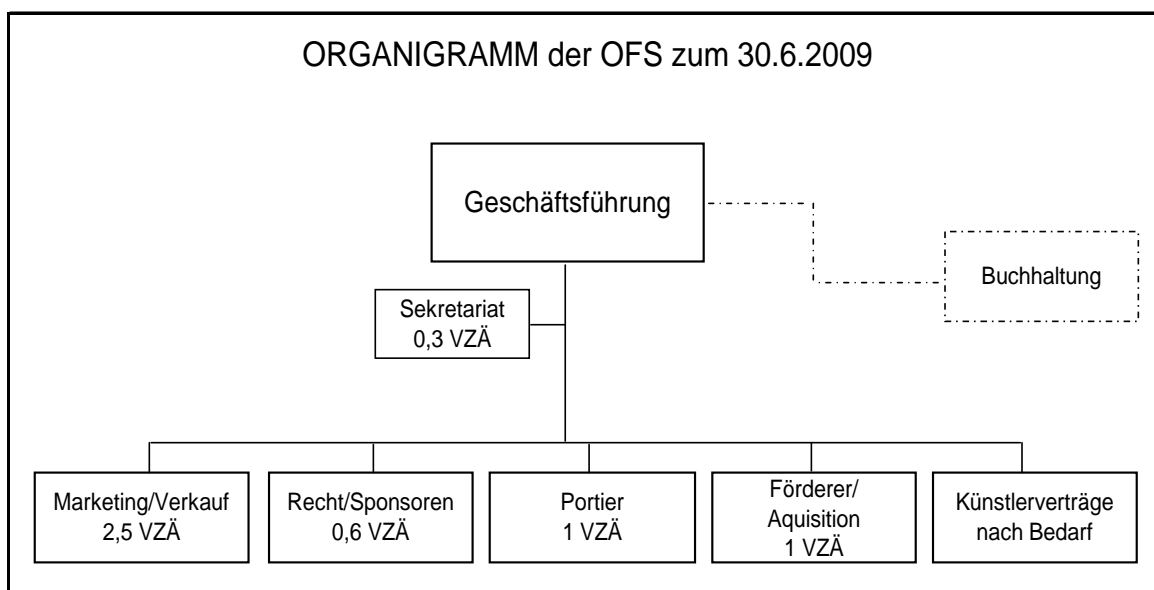 ORGANIGRAMM der OFS zum 30.6.2009
Geschäftsführung
Buchhaltung
Sekretariat
0,3 VZÄ
Marketing/Verkauf
2,5 VZÄ
Recht/Sponsoren
0,6 VZÄ
Portier
1 VZÄ
Förderer/
Aquisition
1 VZÄ
Künstlerverträge
nach Bedarf